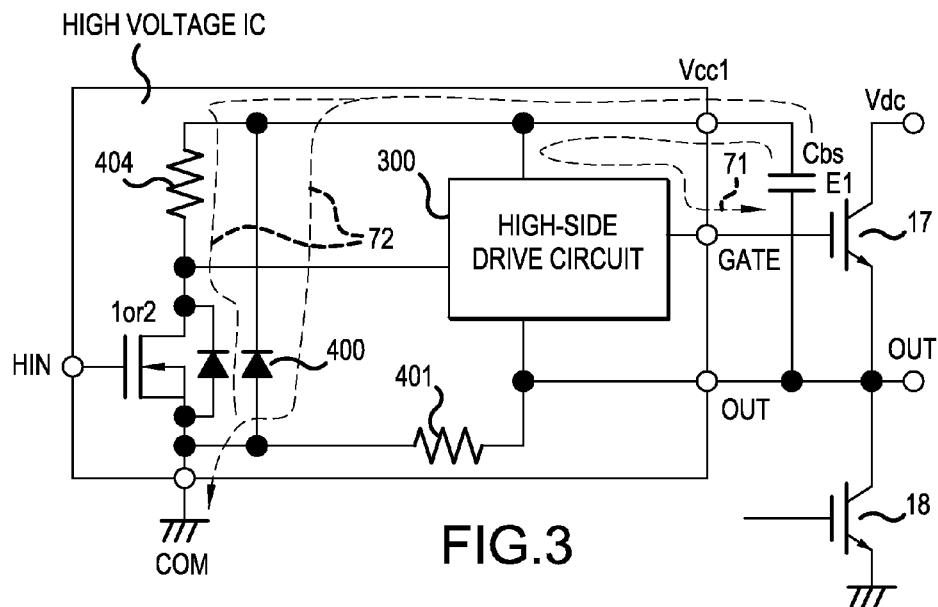 HIGH VOLTAGE IC
Vcc1
Vdc
404
300
71
Cbs
E1
HIGH-SIDE
DRIVE CIRCUIT
72
17
GATE
1or2
HIN
400
401
OUT
OUT
18
COM
FIG.3